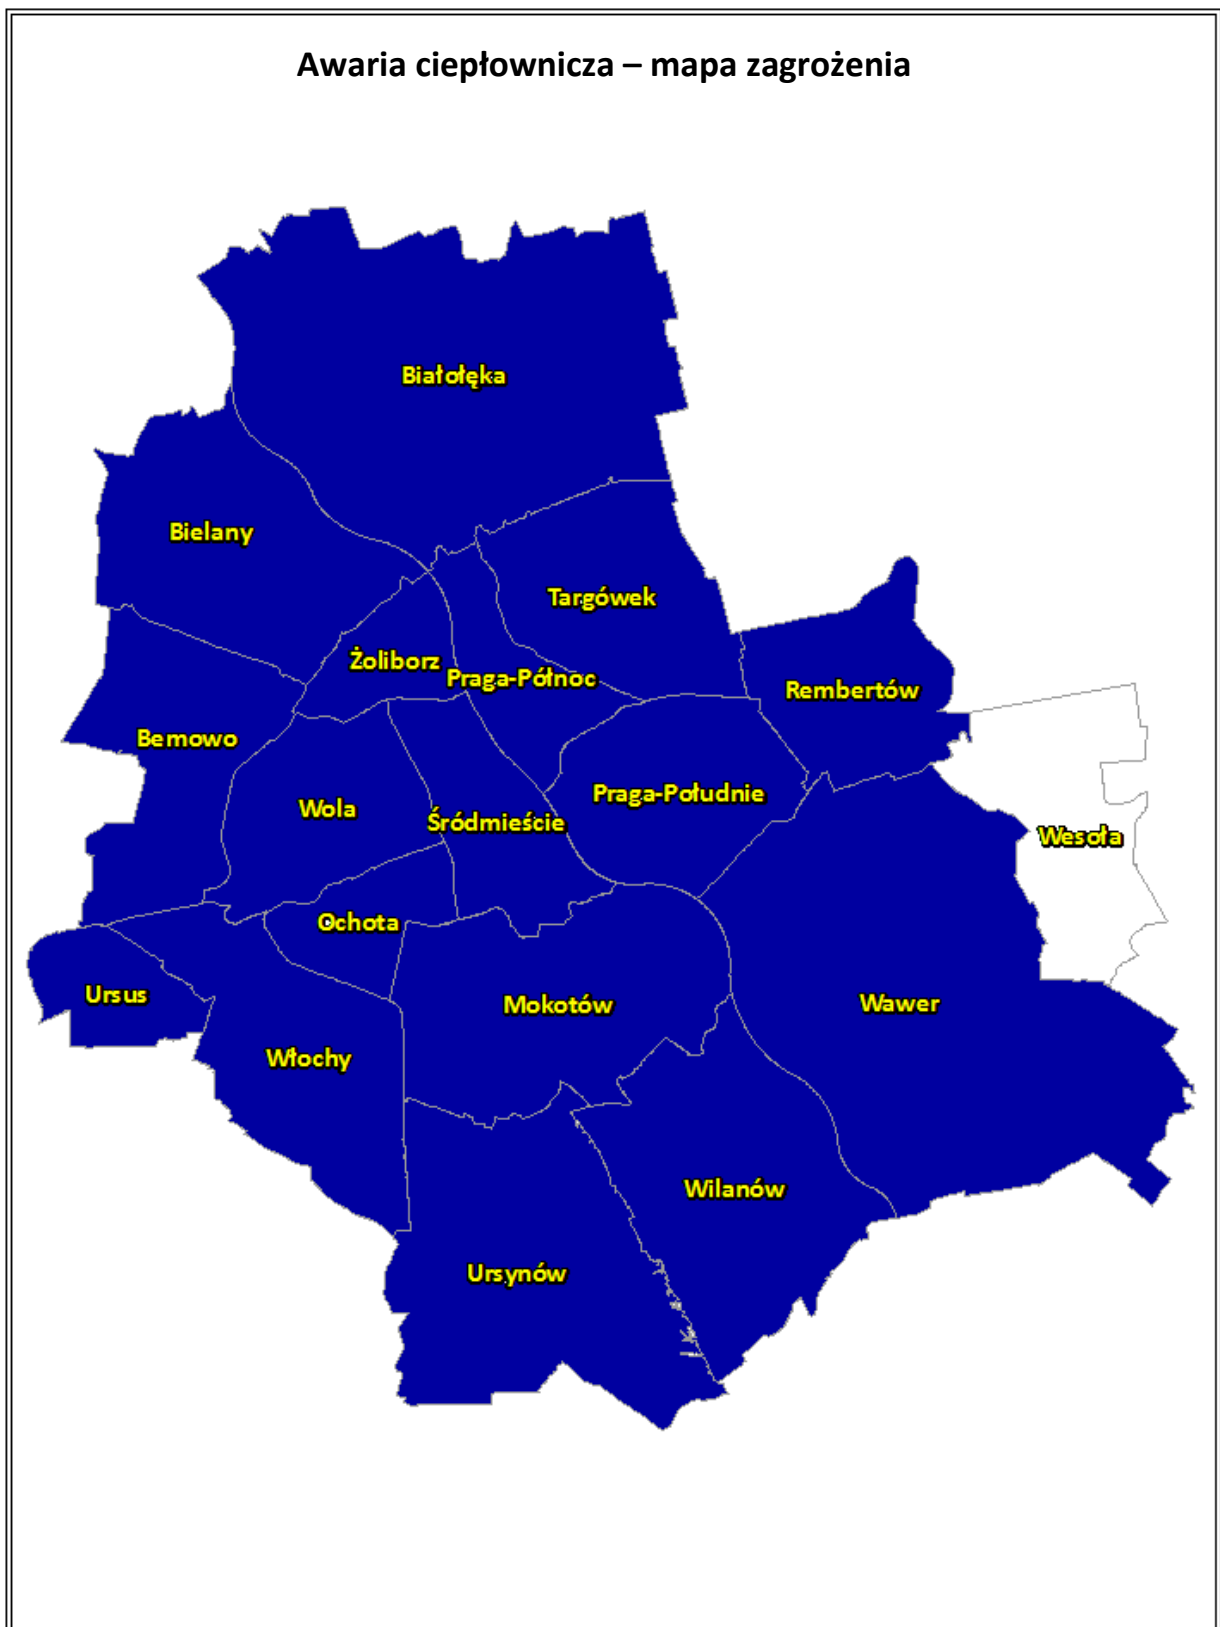 Awaria ciepłownicza – mapa zagrożenia
Białołęka
Bielany
Targówek
Żoliborz
Praga-Północ
Rembertów
Bemowo
Praga-Południe
Wola
Śródmieście
Wesoła
Ochota
Ursus
Mokotów
Wawer
Włochy
Wilanów
Ursynów